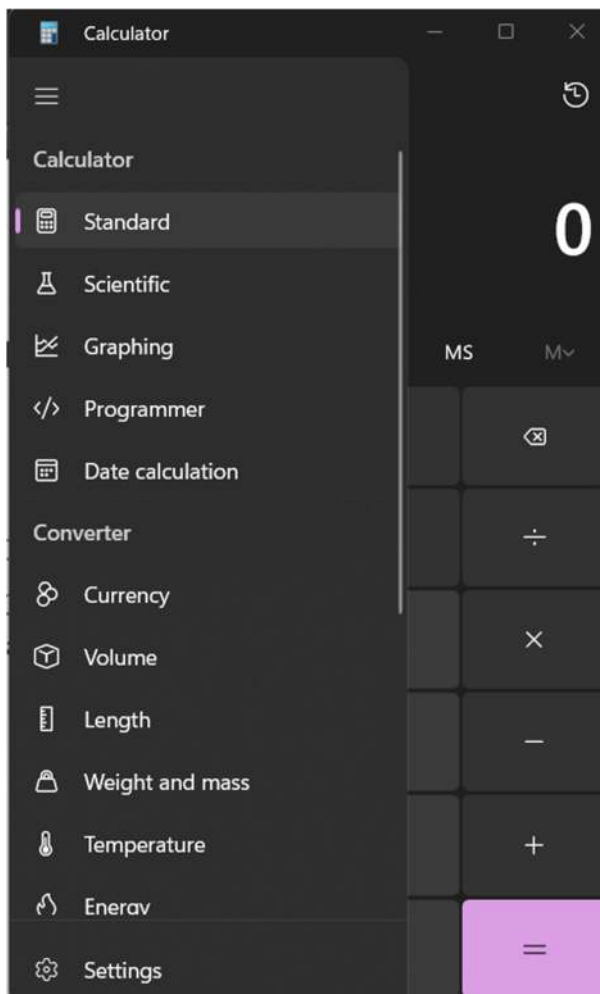 Calculator
Calculator
0
Standard
Scientific
Graphing
MS
M
Programmer
Date calculation
Converter
÷
Currency
×
Volume
Length
−
Weight and mass
Temperature
+
Energy
=
Settings